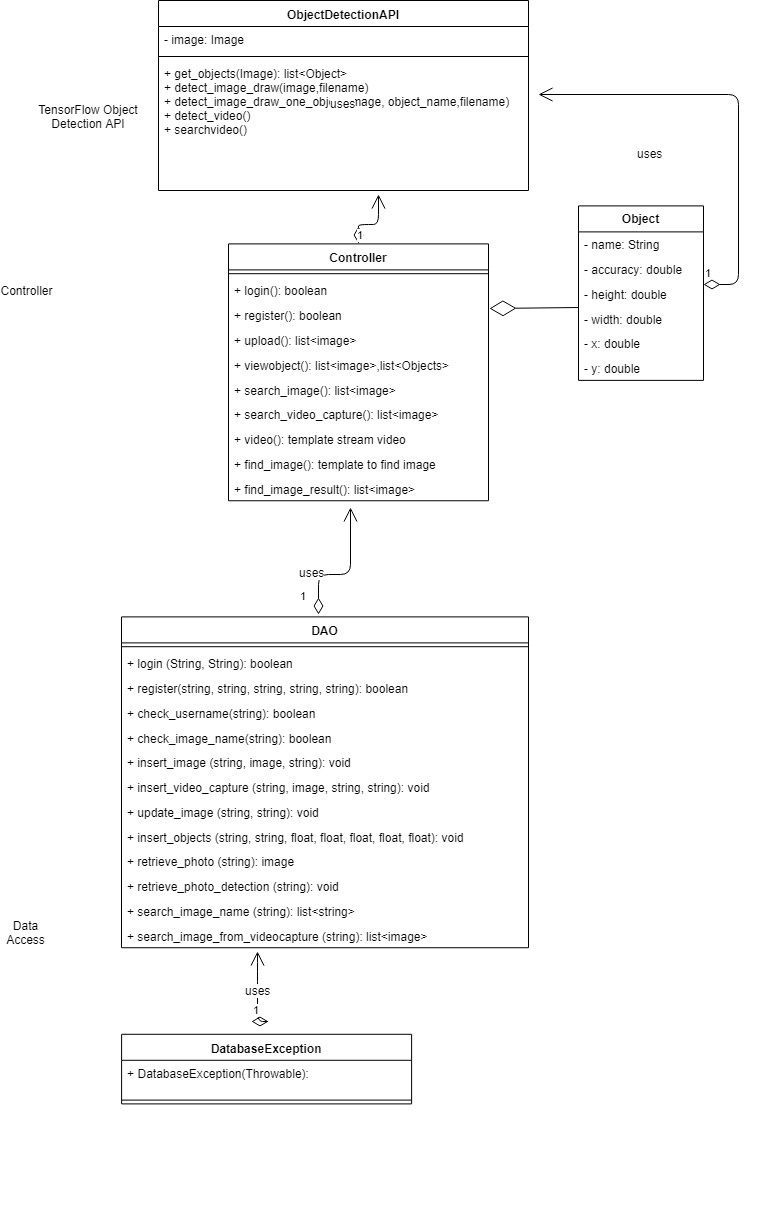 ObjectDetectionAPI
- image: Image
+ get_objects(Image): list<Object>
+ detect_image_draw(image,filename)
+ detect_image_draw_one_obj uses nage, object_name,filename)
+ detect_video()
+ searchvideo()
TensorFlow Object
Detection API
uses
1
Controller
Controller
+ login(): boolean
+ register(): boolean
+ upload(): list<image>
+ viewobject(): list<image>,list<Objects>
+ search_image(): list<image>
+ search_video_capture(): list<image>
+ video(): template stream video
+ find_image(): template to find image
+ find_image_result(): list<image>
Object
- name: String
- accuracy: double
- height: double
- width: double
- x: double
- y: double
1
uses
1
DAO
+ login (String, String): boolean
+ register(string, string, string, string, string): boolean
+ check_username(string): boolean
+ check_image_name(string): boolean
+ insert_image (string, image, string): void
+ insert_video_capture (string, image, string, string): void
+ update_image (string, string): void
+ insert_objects (string, string, float, float, float, float, float): void
+ retrieve_photo (string): image
+ retrieve_photo_detection (string): void
+ search_image_name (string): list<string>
+ search_image_from_videocapture (string): list<image>
Data
Access
uses
1
DatabaseException
+ DatabaseException(Throwable):